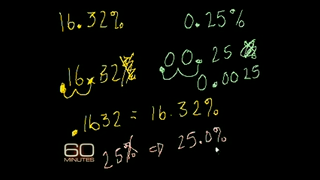 16.32%
0.25%
.16.32%
.00.25%
0.0025
.1632 = 16.32%
25% ⇒ 25.0%
60
MINUTES